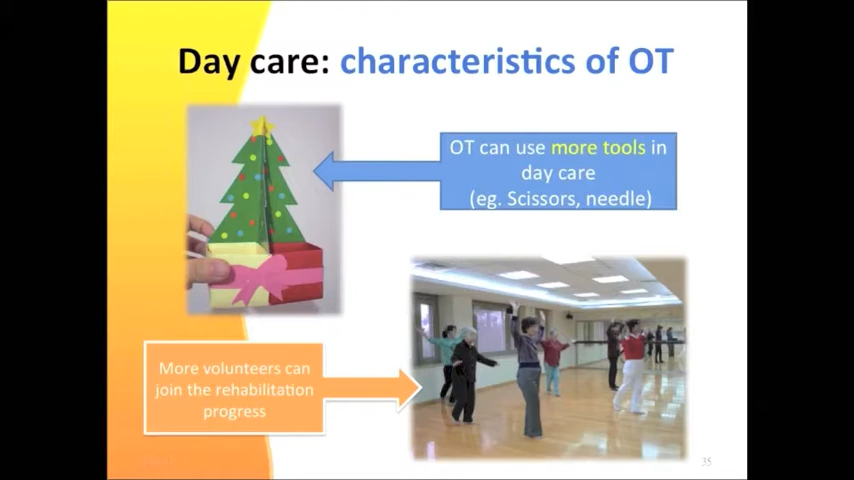 Day care: characteristics of OT
OT can use more tools in
day care
(eg. Scissors, needle)
More volunteers can
join the rehabilitation
progress
35